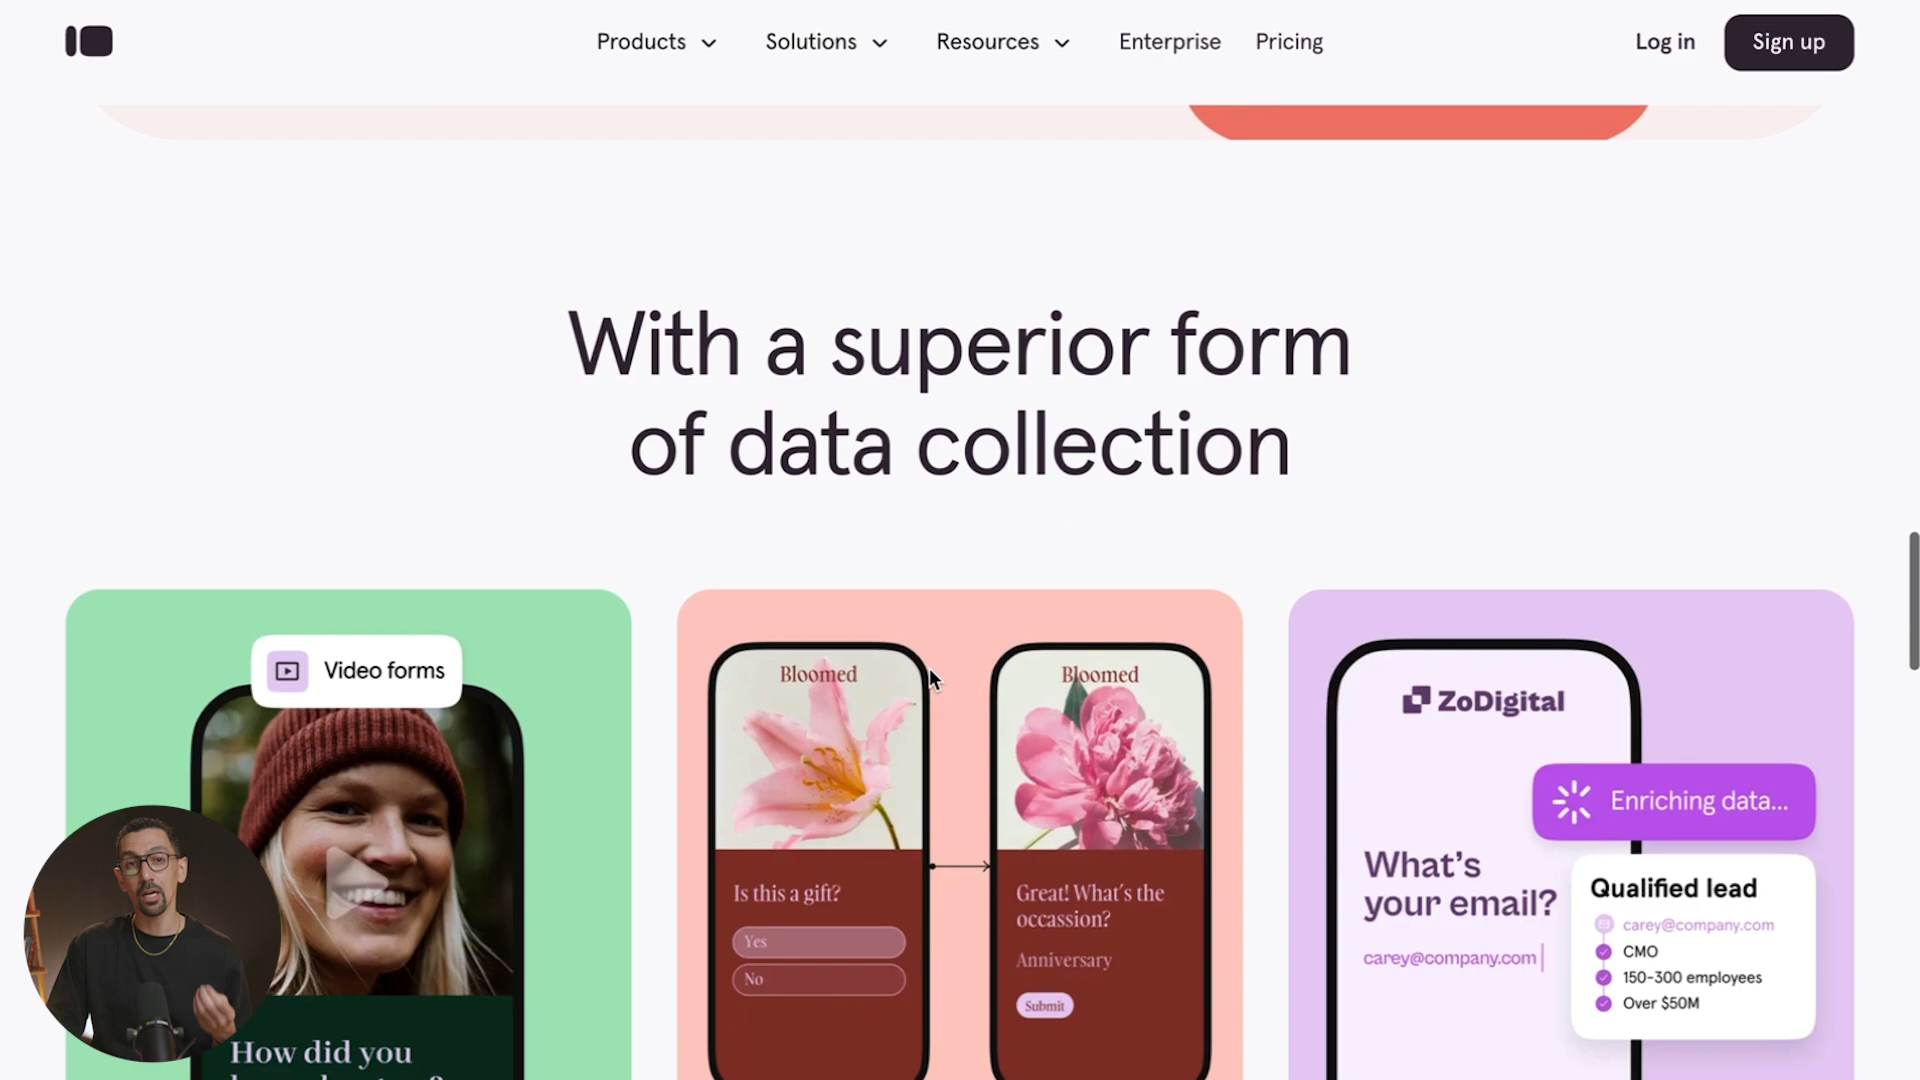 Products
Solutions
Resources
Enterprise
Pricing
Log in
Sign up
With a superior form
of data collection
Video forms
How did you
Bloomed
Is this a gift?
Yes
No
Bloomed
Great! What's the
occassion?
Anniversary
Submit
ZoDigital
Enriching data...
What's
your email?
carey@company.com
Qualified lead
carey@company.com
CMO
150-300 employees
Over $50M